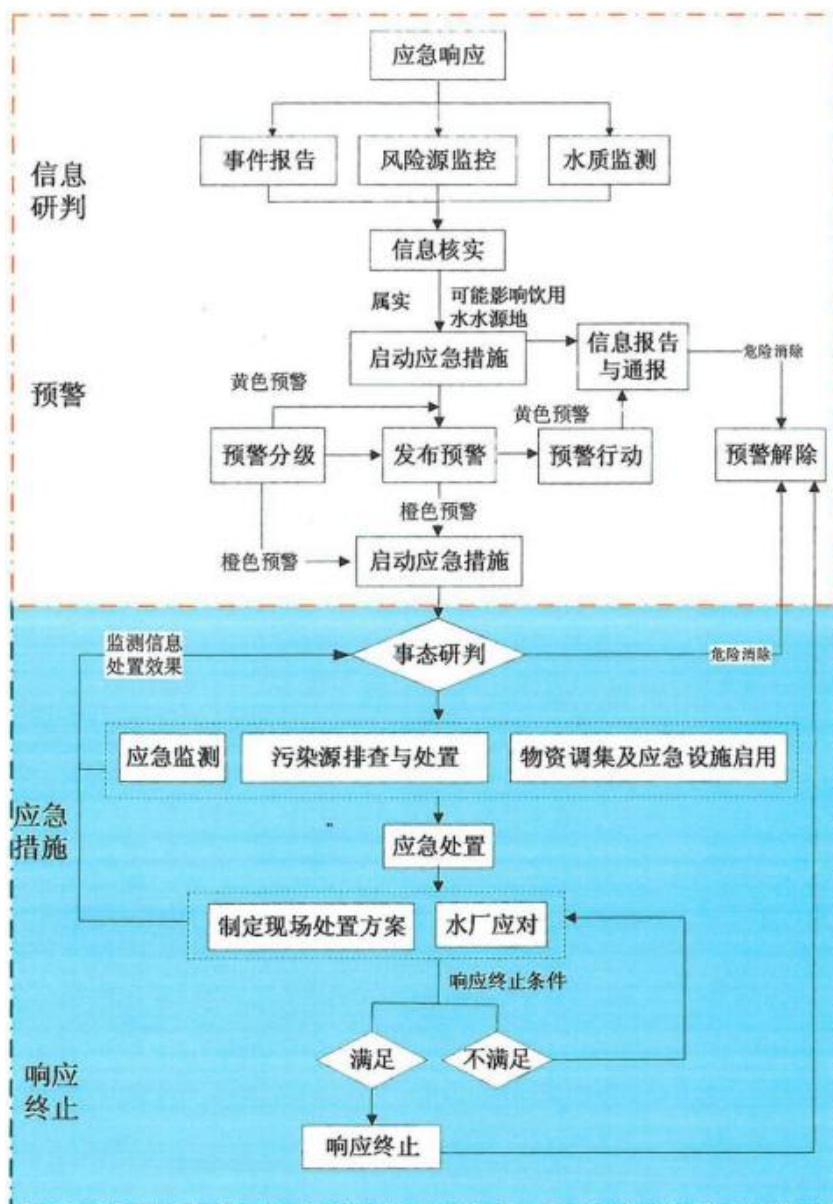 应急响应
事件报告
风险源监控
水质监测
信息
研判
信息核实
属实
可能影响饮用
水水源地
启动应急措施
信息报告
与通报
危险消除
预警
黄色预警
黄色预警
预警分级
发布预警
预警行动
预警解除
橙色预警
橙色预警
启动应急措施
监测信息
处置效果
事态研判
危险消除
应急监测
污染源排查与处置
物资调集及应急设施启用
应急
措施
应急处置
制定现场处置方案
水厂应对
响应终止条件
满足
不满足
响应
终止
响应终止